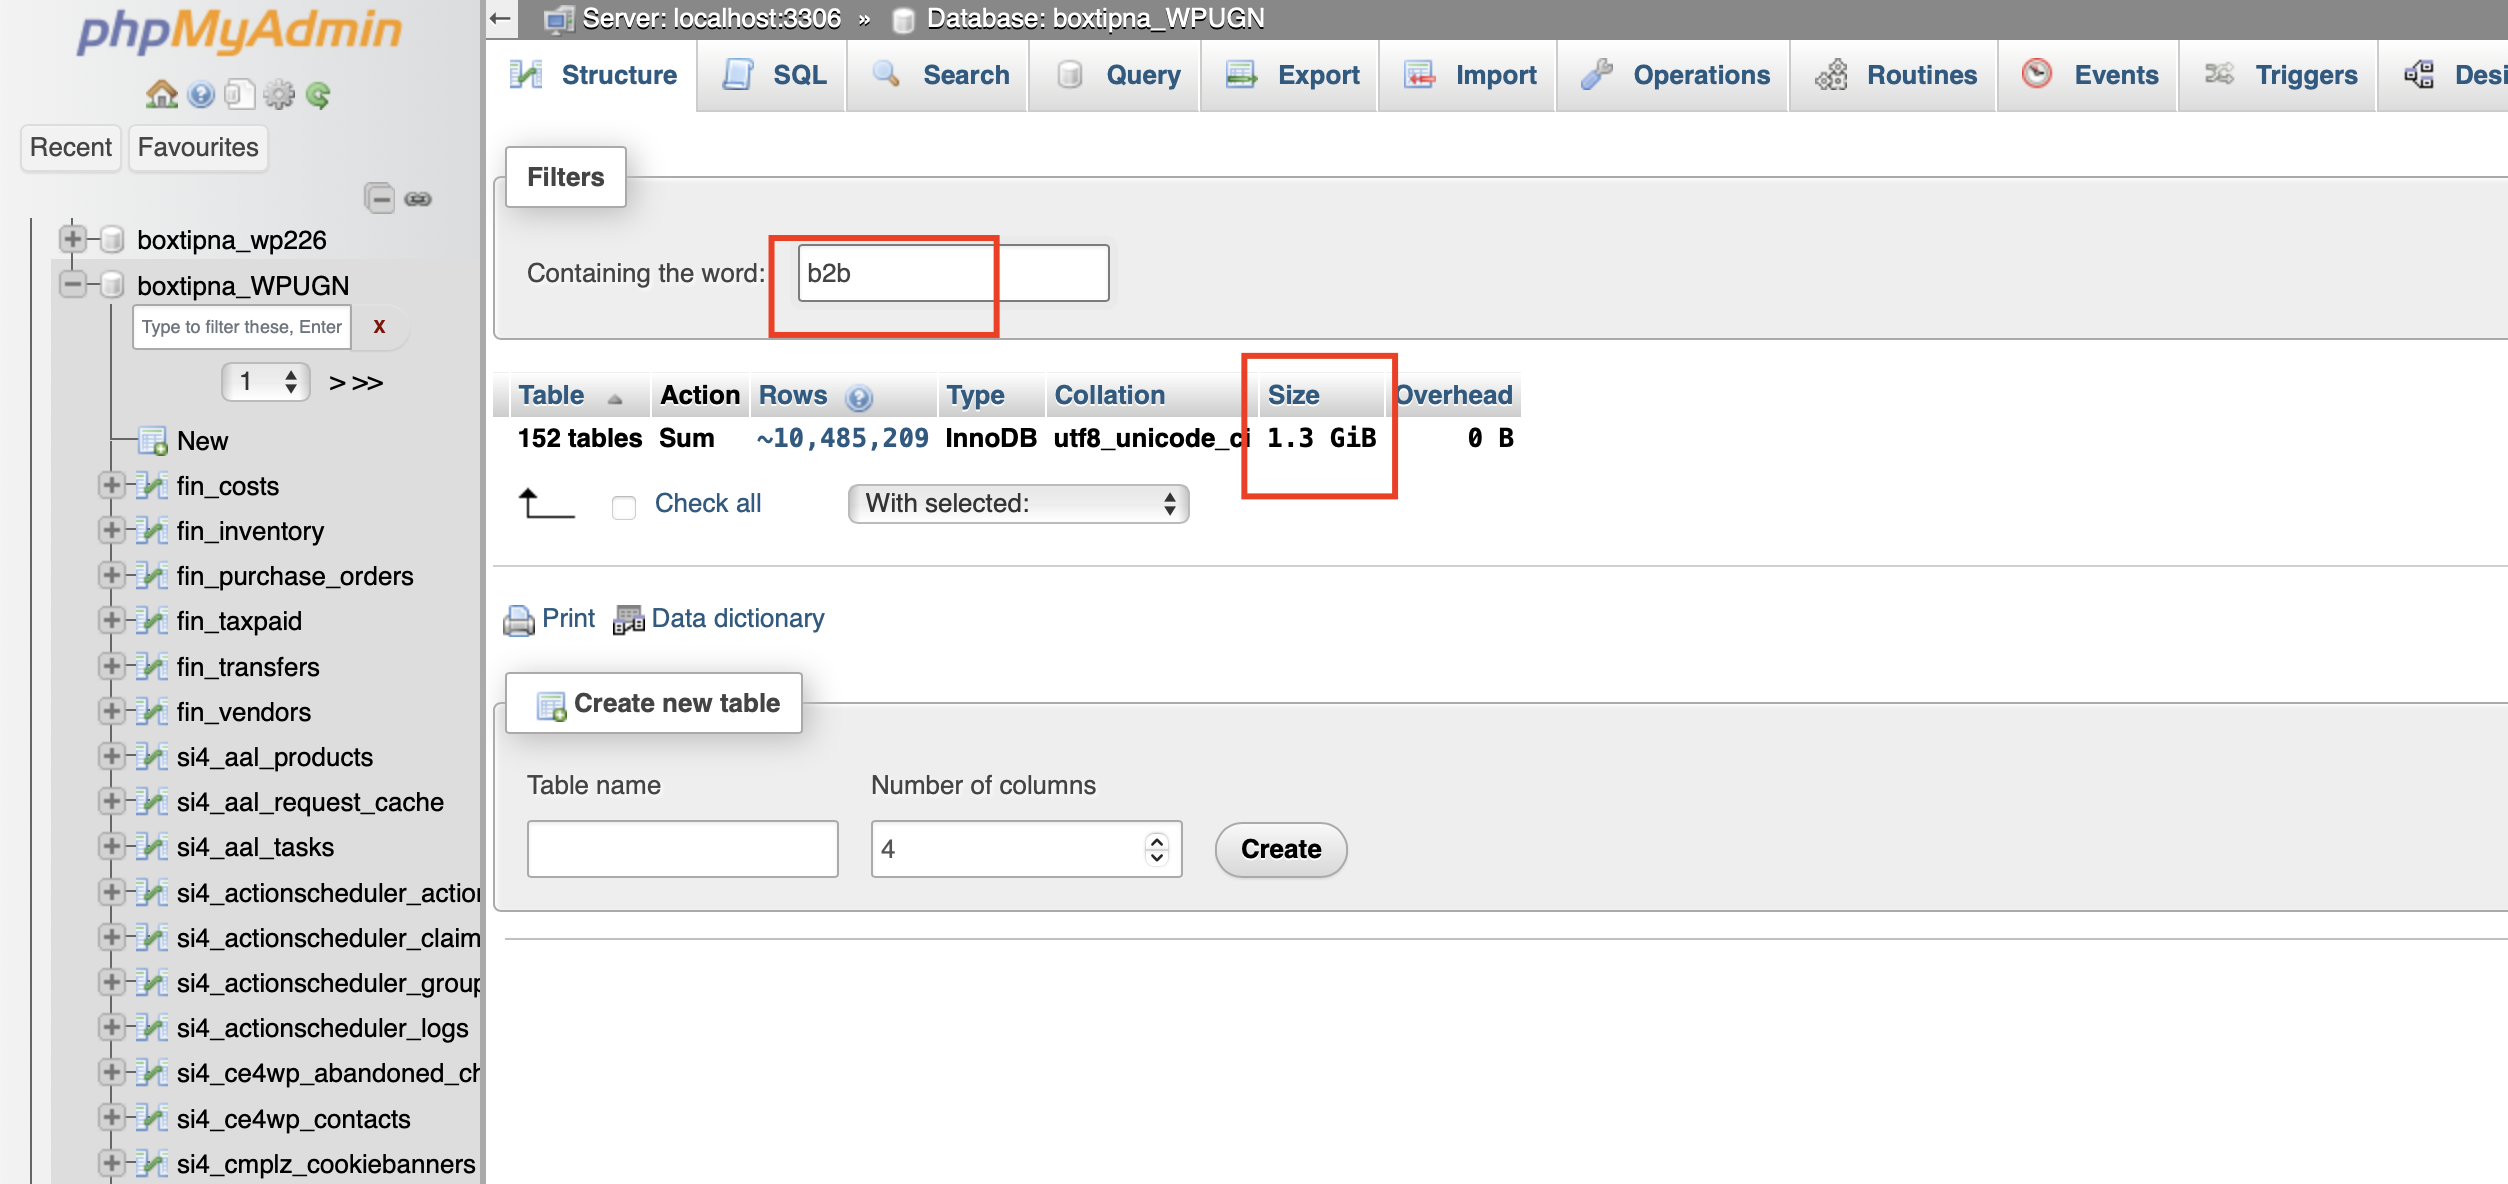 phpMyAdmin
Recent Favourites
boxtipna_wp226
boxtipna_WPUGN
Type to filter these, Enter X
1 > >>
New
fin_costs
fin_inventory
fin_purchase_orders
fin_taxpaid
fin_transfers
fin_vendors
si4_aal_products
si4_aal_request_cache
si4_aal_tasks
si4_actionscheduler_action
si4_actionscheduler_claim
si4_actionscheduler_group
si4_actionscheduler_logs
si4_ce4wp_abandoned_ch
si4_ce4wp_contacts
si4_cmplz_cookiebanners
Server: localhost:3306 » Database: boxtipna_WPUGN
Structure SQL Search Query Export Import Operations Routines Events Triggers Desi
Filters
Containing the word: b2b
Table Action Rows Type Collation Size Overhead
152 tables Sum ~10,485,209 InnoDB utf8_unicode_ci 1.3 GiB 0 B
Check all With selected:
Print Data dictionary
Create new table
Table name Number of columns
4 Create